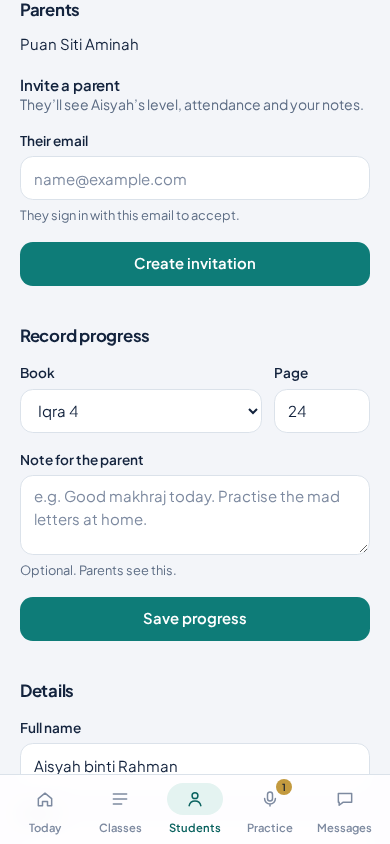 Parents
Puan Siti Aminah
Invite a parent
They'll see Aisyah's level, attendance and your notes.
Their email
name@example.com
They sign in with this email to accept.
Create invitation
Record progress
Book Page
Iqra 4 24
Note for the parent
e.g. Good makhraj today. Practise the mad
letters at home.
Optional. Parents see this.
Save progress
Details
Full name
Aisyah binti Rahman
1
Today Classes Students Practice Messages